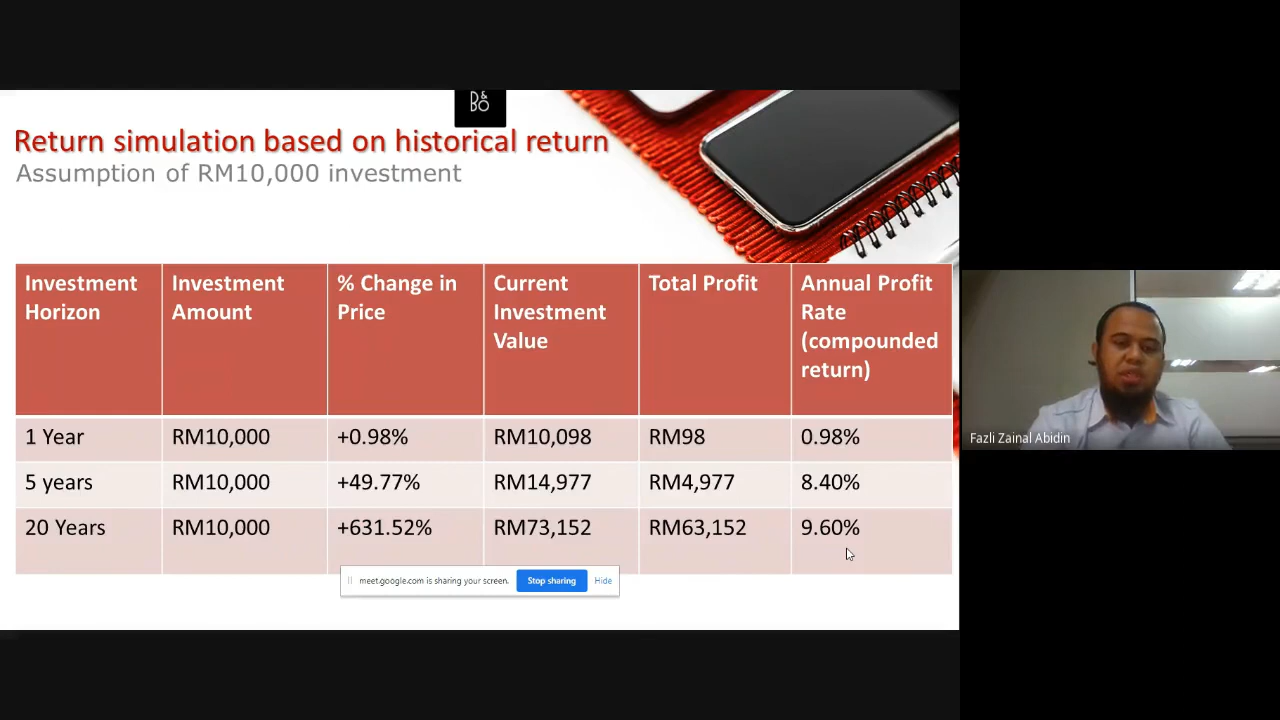 D&
BO
Return simulation based on historical return
Assumption of RM10,000 investment
Investment Horizon | Investment Amount | % Change in Price | Current Investment Value | Total Profit | Annual Profit Rate (compounded return)
1 Year | RM10,000 | +0.98% | RM10,098 | RM98 | 0.98%
5 years | RM10,000 | +49.77% | RM14,977 | RM4,977 | 8.40%
20 Years | RM10,000 | +631.52% | RM73,152 | RM63,152 | 9.60%
meet.google.com is sharing your screen. Stop sharing Hide
Fazli Zainal Abidin